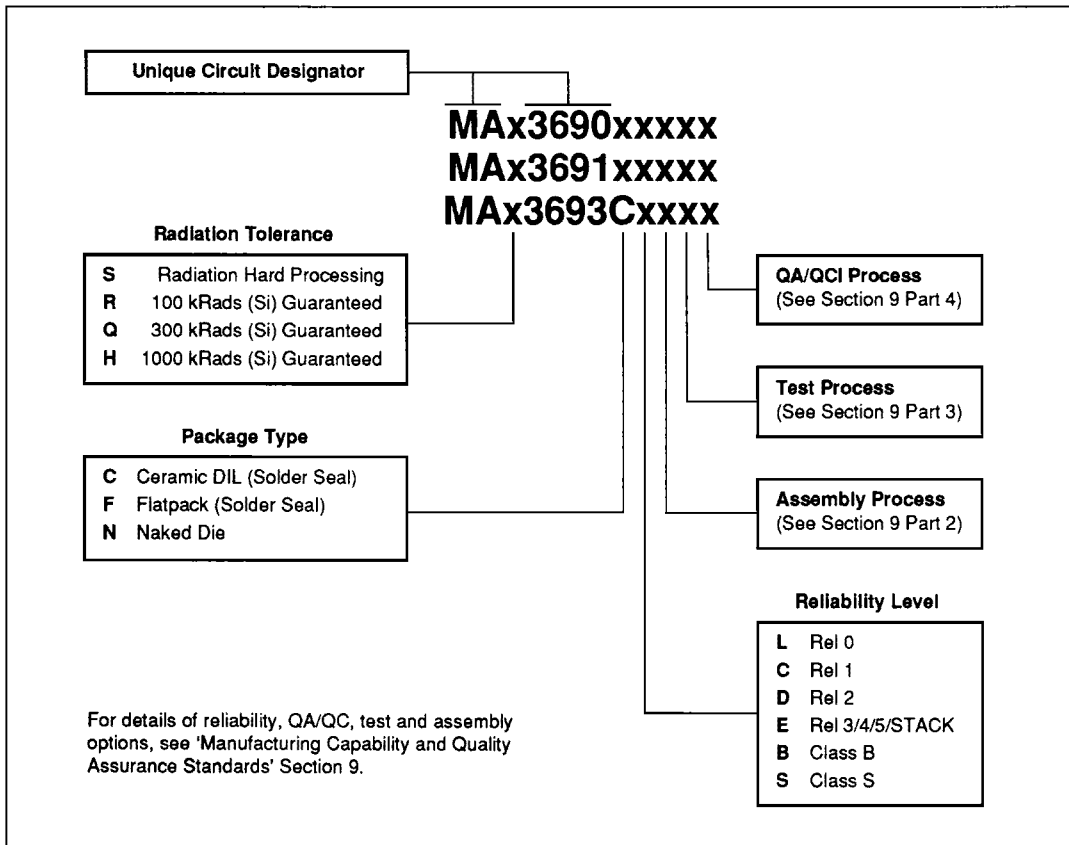 Unique Circuit Designator
MAx3690xxxxx
MAx3691xxxxx
MAx3693Cxxxx
Radiation Tolerance
S Radiation Hard Processing
R 100 kRads (Si) Guaranteed
Q 300 kRads (Si) Guaranteed
H 1000 kRads (Si) Guaranteed
Package Type
C Ceramic DIL (Solder Seal)
F Flatpack (Solder Seal)
N Naked Die
QA/QCI Process
(See Section 9 Part 4)
Test Process
(See Section 9 Part 3)
Assembly Process
(See Section 9 Part 2)
Reliability Level
L Rel 0
C Rel 1
D Rel 2
E Rel 3/4/5/STACK
B Class B
S Class S
For details of reliability, QA/QC, test and assembly
options, see 'Manufacturing Capability and Quality
Assurance Standards' Section 9.